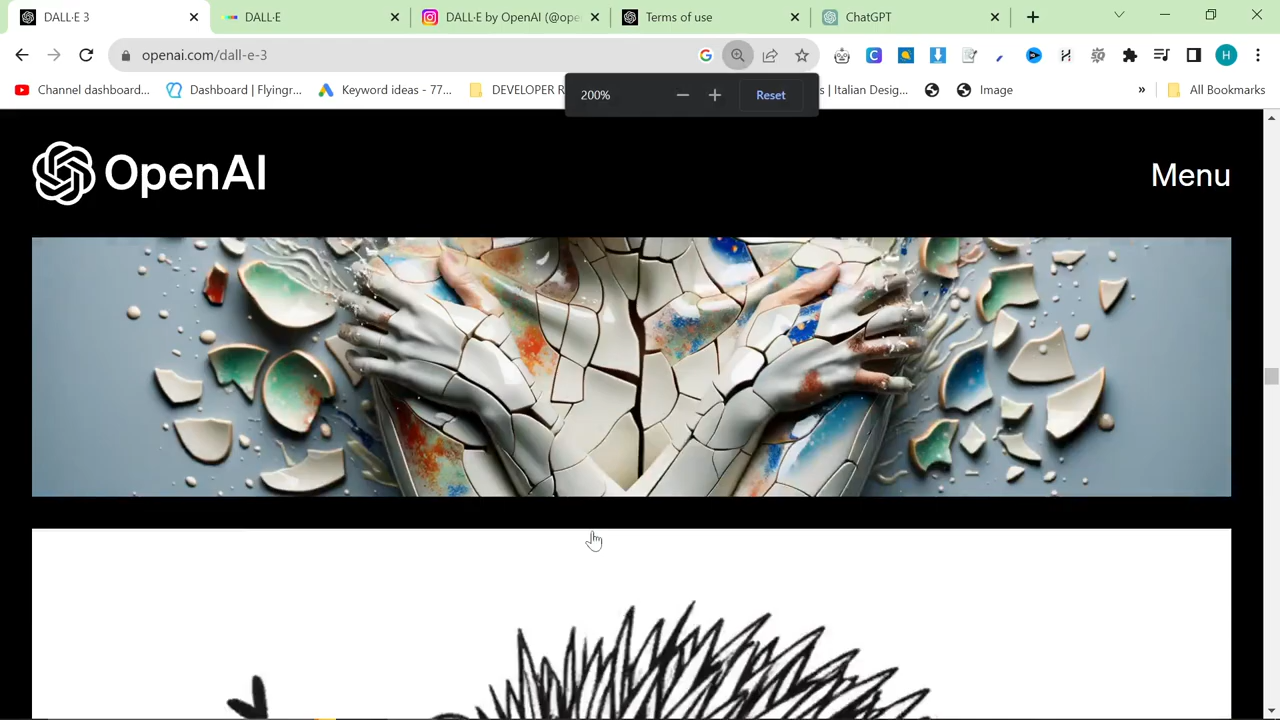 DALL·E 3
DALL·E
DALL·E by OpenAI (@ope
Terms of use
ChatGPT
openai.com/dall-e-3
Channel dashboard...
Dashboard | Flyingr...
Keyword ideas - 77...
DEVELOPER R
s | Italian Desig...
Image
»
All Bookmarks
200%
Reset
H
OpenAI
Menu